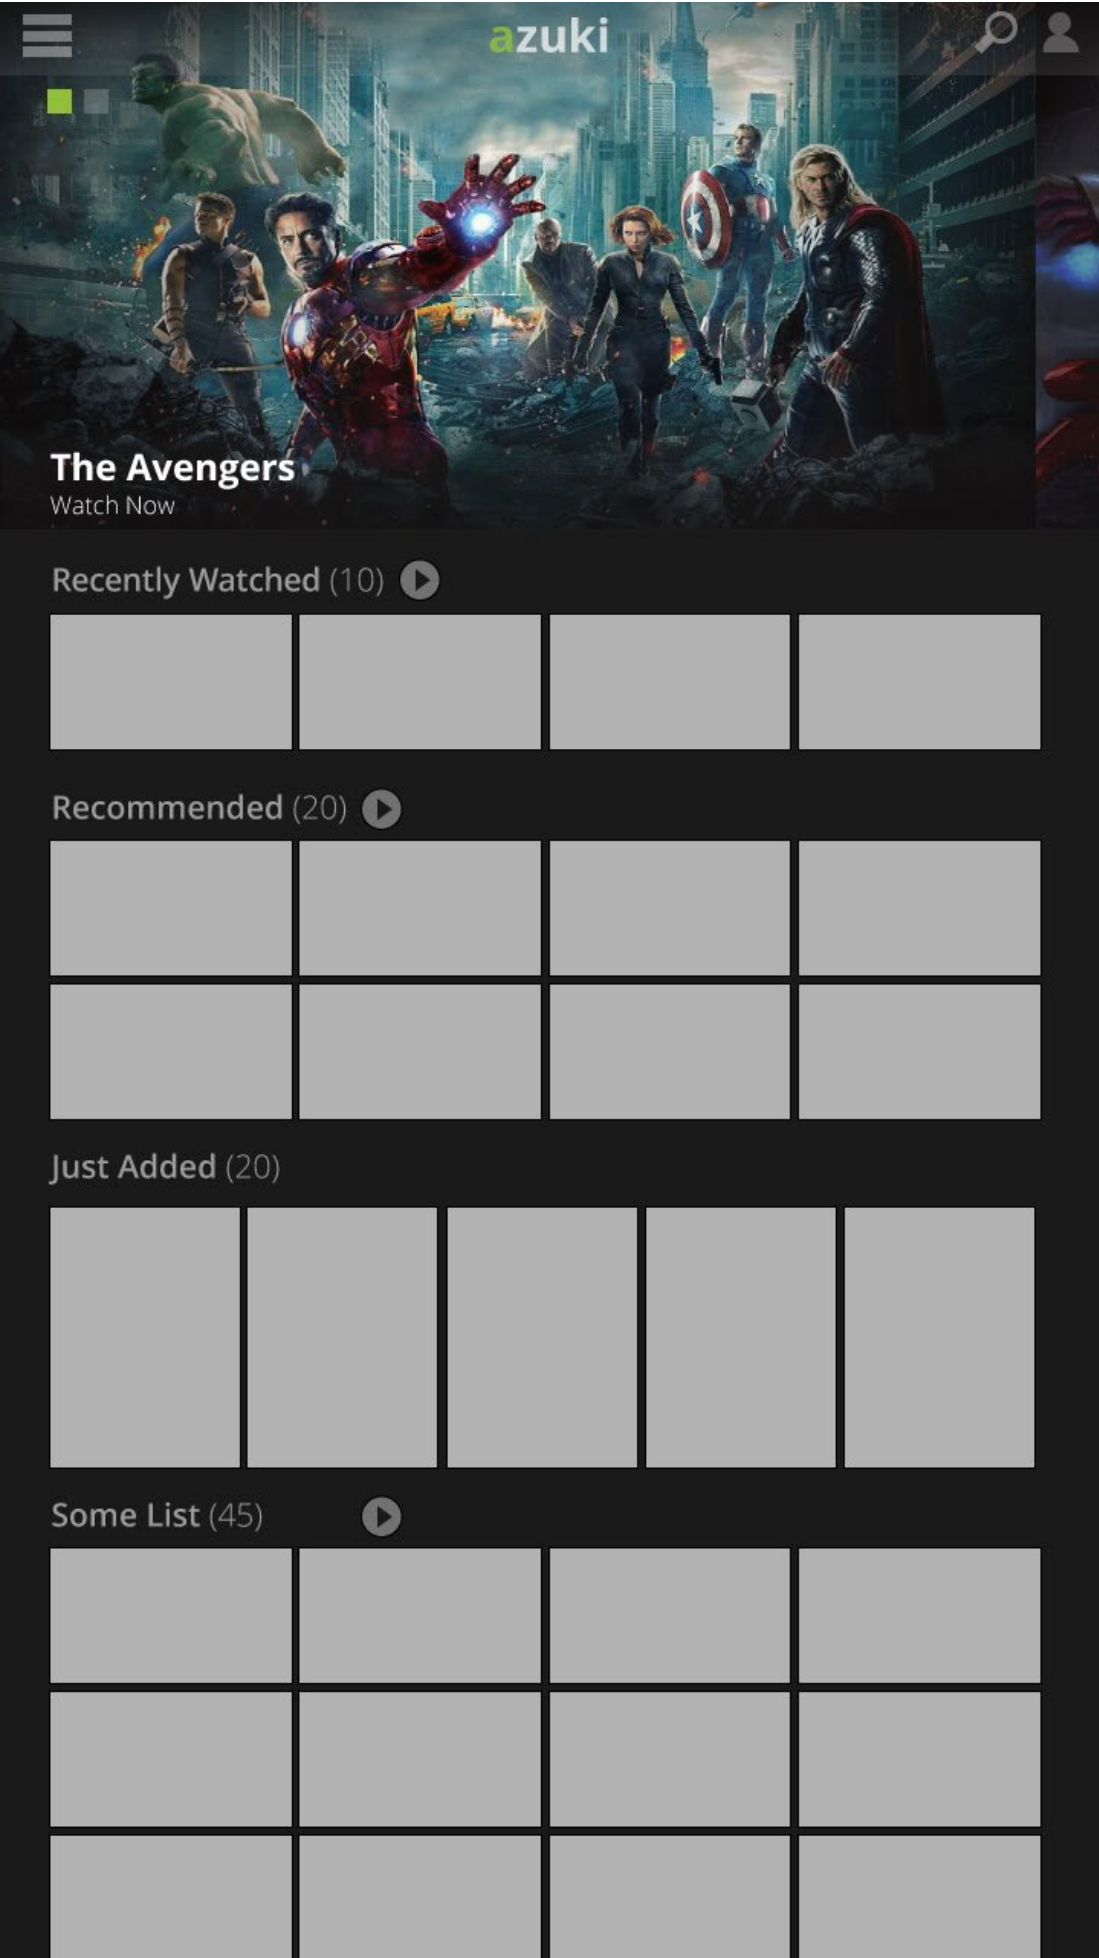 azuki
The Avengers
Watch Now
Recently Watched (10)
Recommended (20)
Just Added (20)
Some List (45)